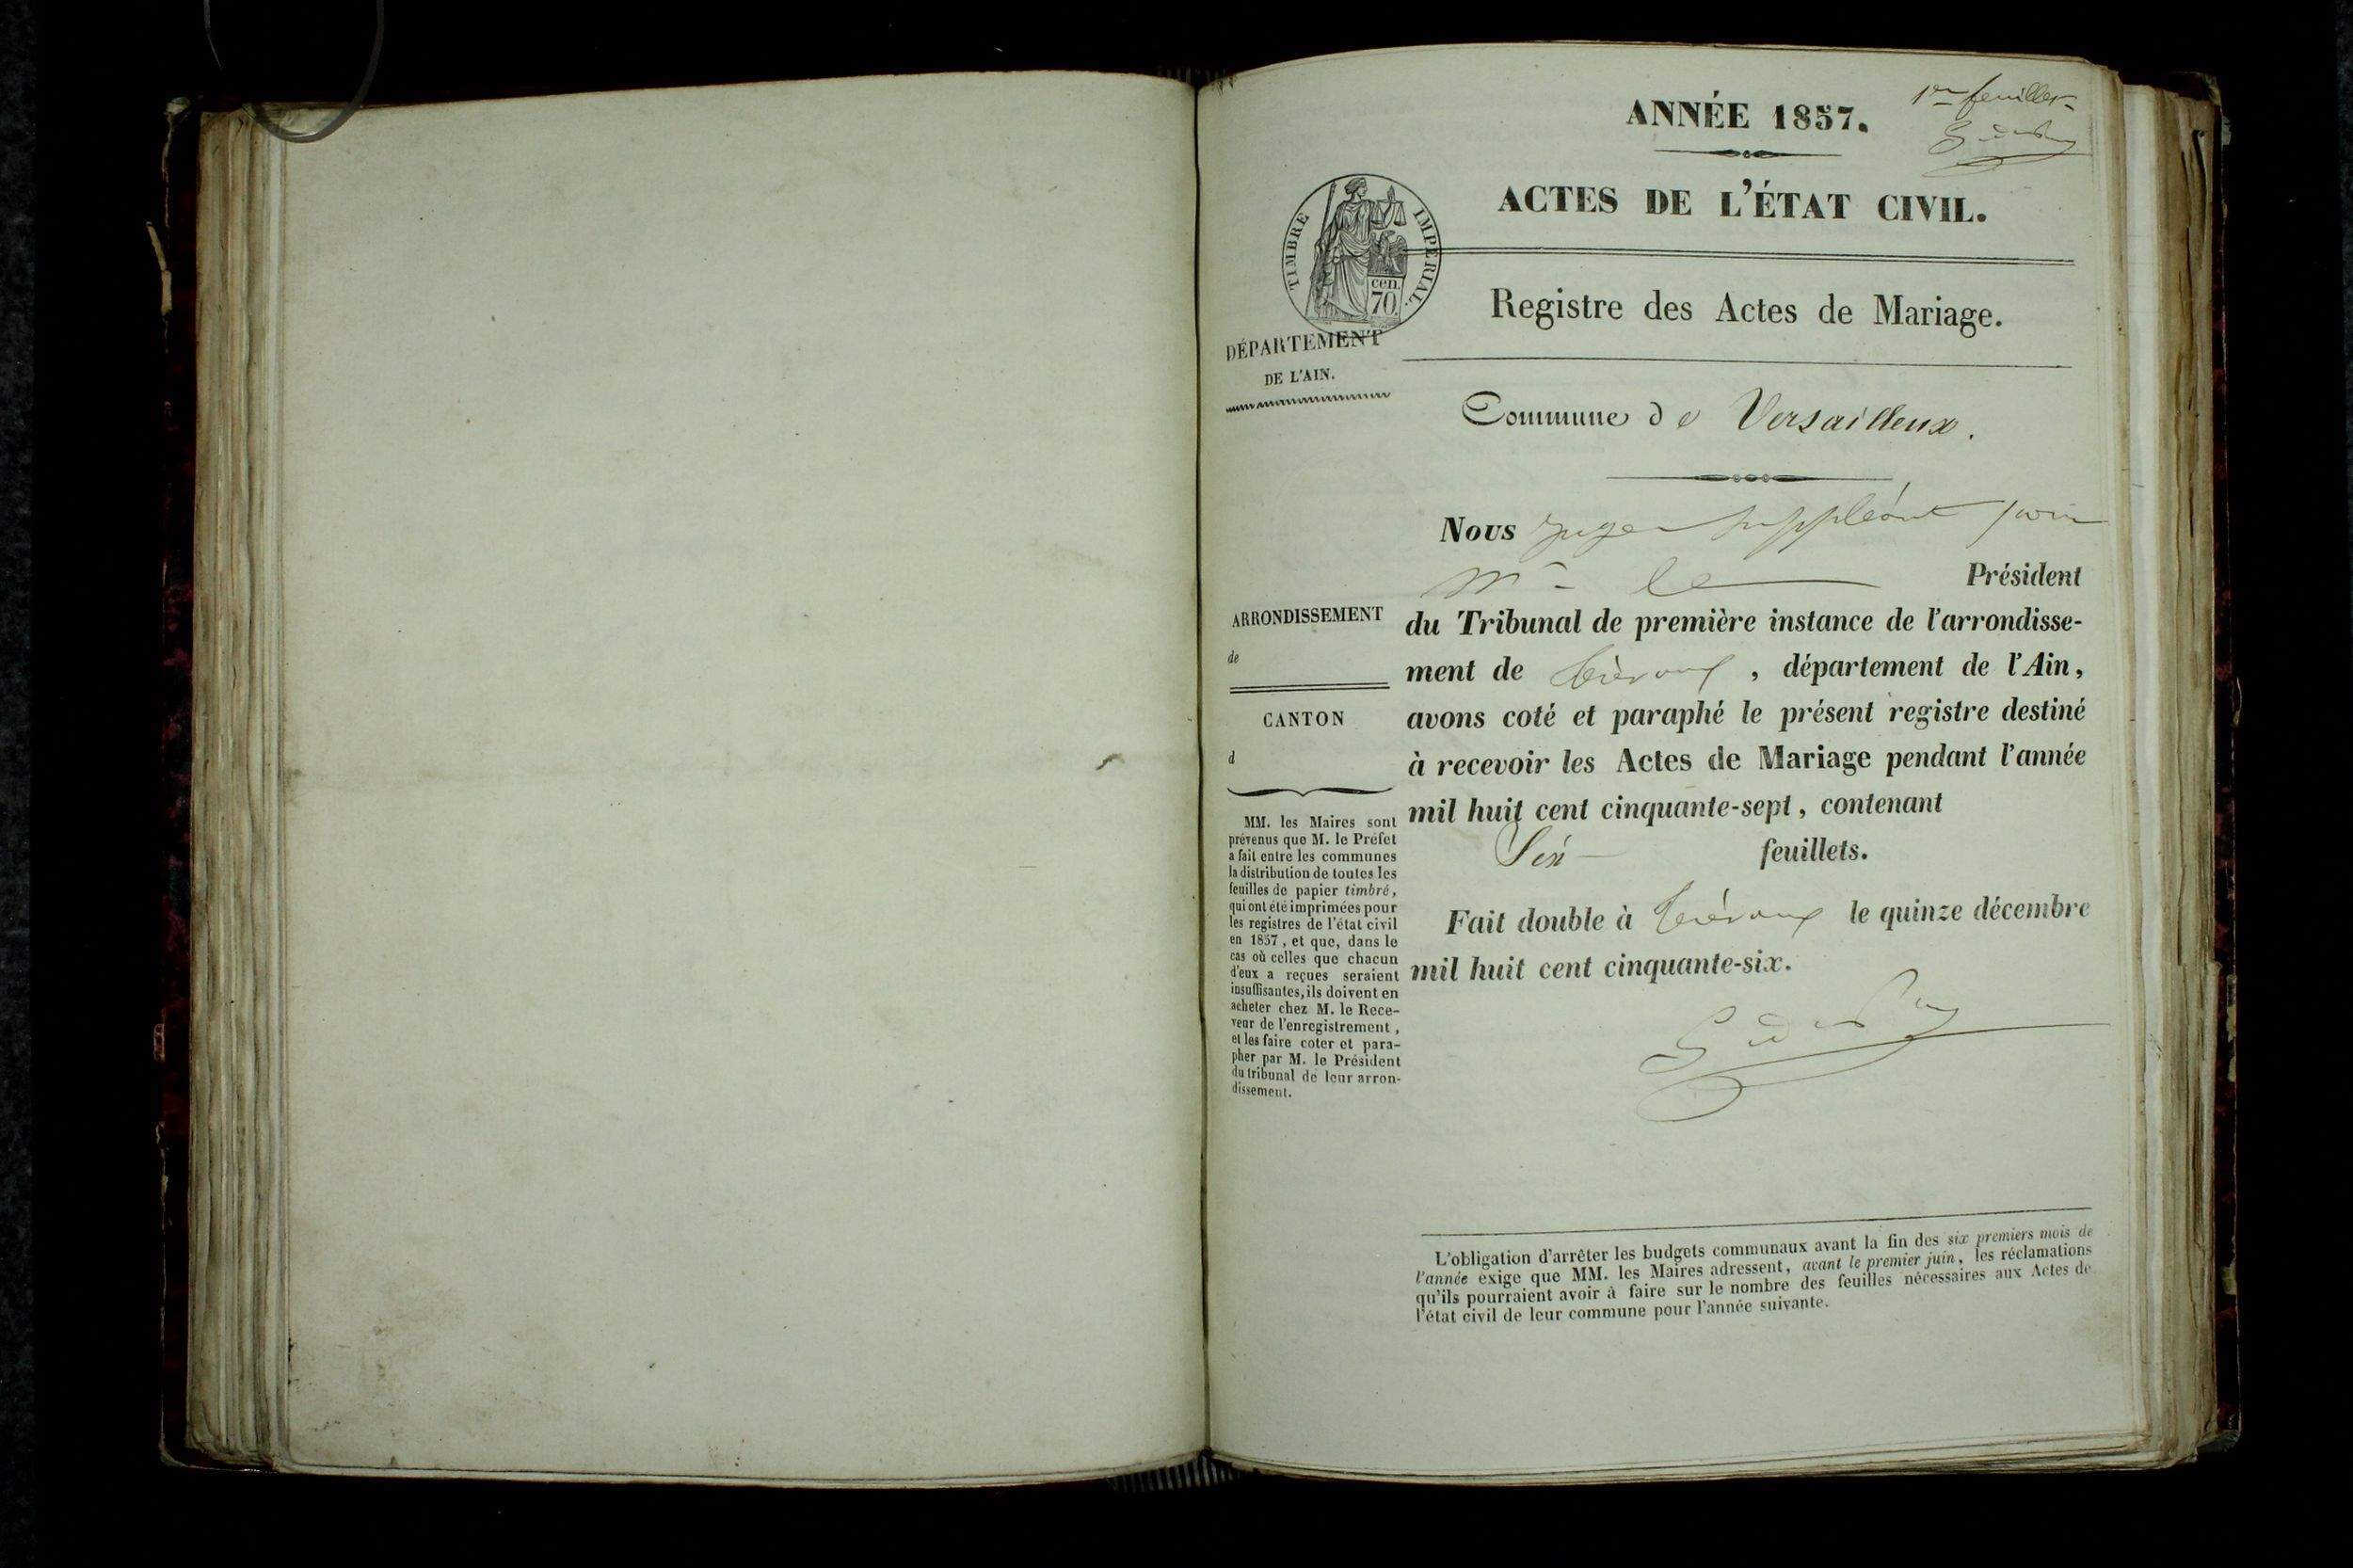 1er feuillet
ANNÉE 1857.
ACTES DE L'ÉTAT CIVIL.
TIMBRE IMPÉRIAL.
cen.
70.
Registre des Actes de Mariage.
DÉPARTEMENT
DE L'AIN.
Commune de Versailleux.
Nous Juge suppléant pour
Mr le Président
du Tribunal de première instance de l'arrondisse-
ment de Trévoux, département de l'Ain,
avons coté et paraphé le présent registre destiné
à recevoir les Actes de Mariage pendant l'année
mil huit cent cinquante-sept, contenant
Six feuillets.
Fait double à Trévoux le quinze décembre
mil huit cent cinquante-six.
ARRONDISSEMENT
de
CANTON
d
MM. les Maires sont
prévenus que M. le Préfet
a fait entre les communes
la distribution de toutes les
feuilles de papier timbré,
qui ont été imprimées pour
les registres de l'état civil
en 1857, et que, dans le
cas où celles que chacun
d'eux a reçues seraient
insuffisantes, ils doivent en
acheter chez M. le Rece-
veur de l'enregistrement,
et les faire coter et para-
pher par M. le Président
du tribunal de leur arron-
dissement.
L'obligation d'arrêter les budgets communaux avant la fin des six premiers mois de
l'année exige que MM. les Maires adressent, avant le premier juin, les réclamations
qu'ils pourraient avoir à faire sur le nombre des feuilles nécessaires aux Actes de
l'état civil de leur commune pour l'année suivante.